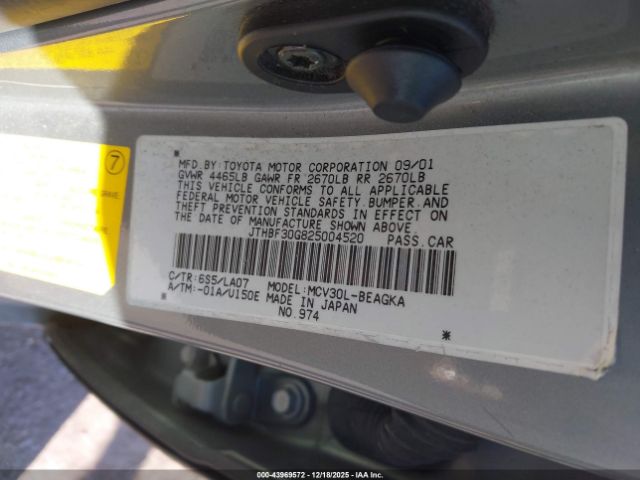 7
MFD.BY:TOYOTA MOTOR CORPORATION 09/01
GVWR 4465LB GAWR FR 2670LB RR 2670LB
THIS VEHICLE CONFORMS TO ALL APPLICABLE
FEDERAL MOTOR VEHICLE SAFETY,BUMPER,AND
THEFT PREVENTION STANDARDS IN EFFECT ON
THE DATE OF MANUFACTURE SHOWN ABOVE.
JTHBF30G825004520 PASS.CAR
C/TR:6S5/LA07 MODEL:MCV30L-BEAGKA
A/TM:-01A/U150E MADE IN JAPAN
NO.974
000-43969572 | 12/18/2025 - IAA Inc.